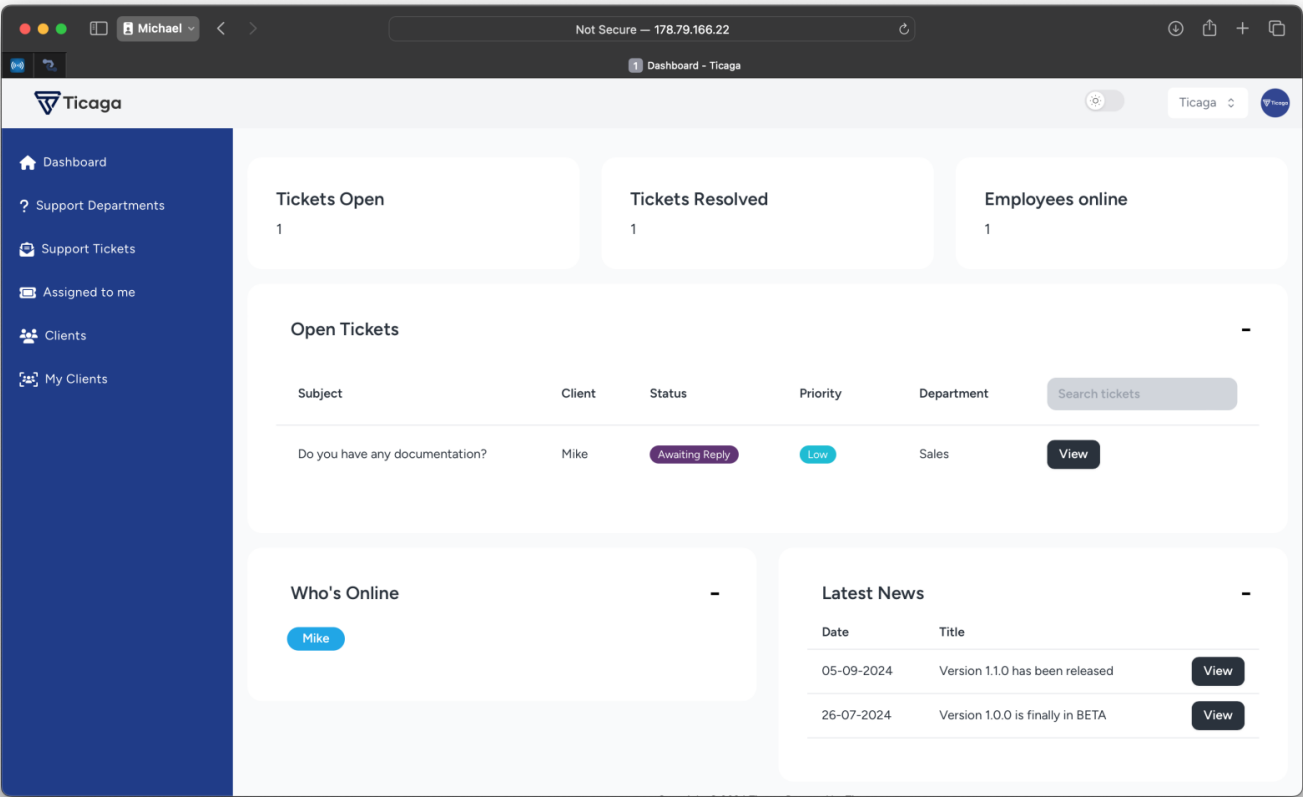 Michael
Not Secure — 178.79.166.22
1 Dashboard - Ticaga
Ticaga
Ticaga
Ticaga
Dashboard
Support Departments
Support Tickets
Assigned to me
Clients
My Clients
Tickets Open
1
Tickets Resolved
1
Employees online
1
Open Tickets
Subject Client Status Priority Department Search tickets
Do you have any documentation? Mike Awaiting Reply Low Sales View
Who's Online
Mike
Latest News
Date Title
05-09-2024 Version 1.1.0 has been released View
26-07-2024 Version 1.0.0 is finally in BETA View